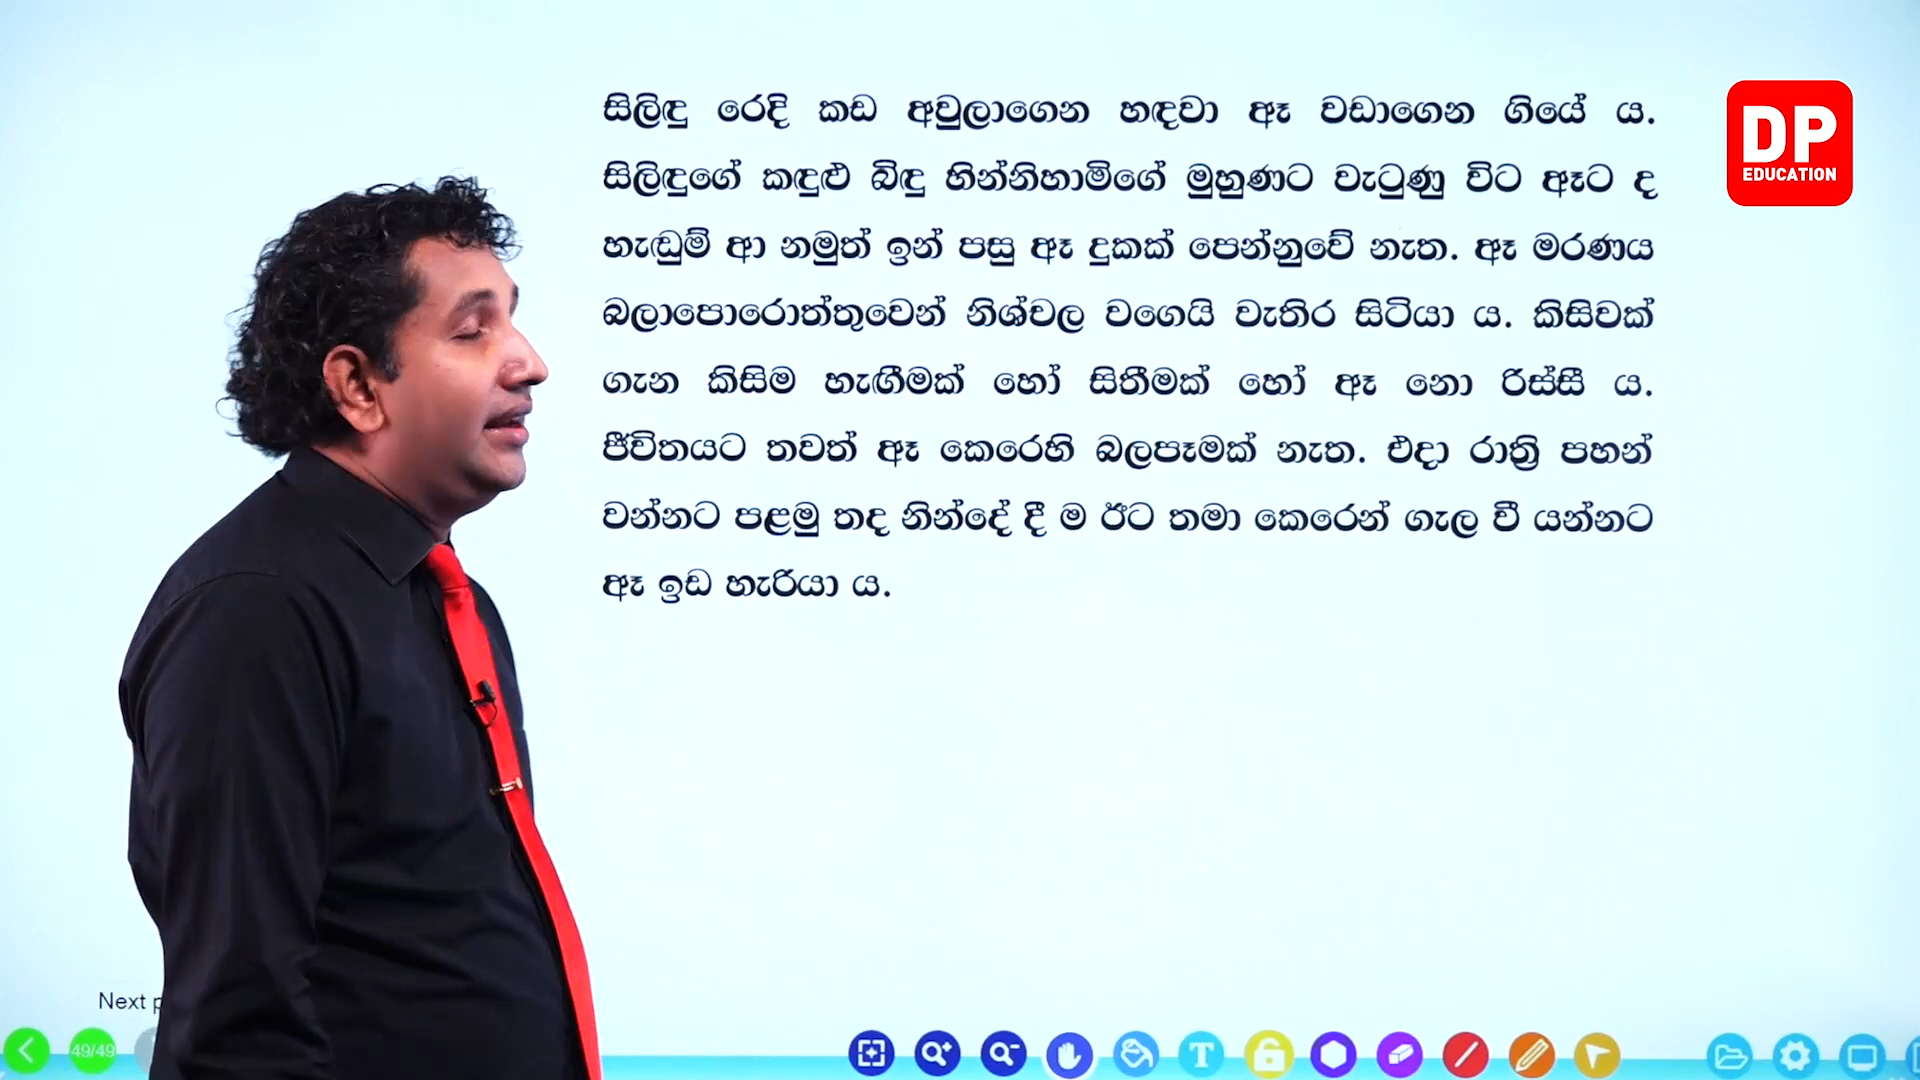 සිලිඳු රෙදි කඩ අවුලාගෙන හඳවා ඈ වඩාගෙන ගියේ ය.
සිලිඳුගේ කඳුළු බිඳු හින්නිහාමිගේ මුහුණට වැටුණු විට ඈට ද
හැඬුම් ආ නමුත් ඉන් පසු ඈ දුකක් පෙන්නුවේ නැත. ඈ මරණය
බලාපොරොත්තුවෙන් නිශ්චල වගෙයි වැතිර සිටියා ය. කිසිවක්
ගැන කිසිම හැඟීමක් හෝ සිතීමක් හෝ ඈ නො රිස්සී ය.
ජීවිතයට තවත් ඈ කෙරෙහි බලපෑමක් නැත. එදා රාත්‍රි පහන්
වන්නට පළමු තද නින්දේ දී ම ඊට තමා කෙරෙන් ගැල වී යන්නට
ඈ ඉඩ හැරියා ය.
DP
EDUCATION
Next
49/49
T